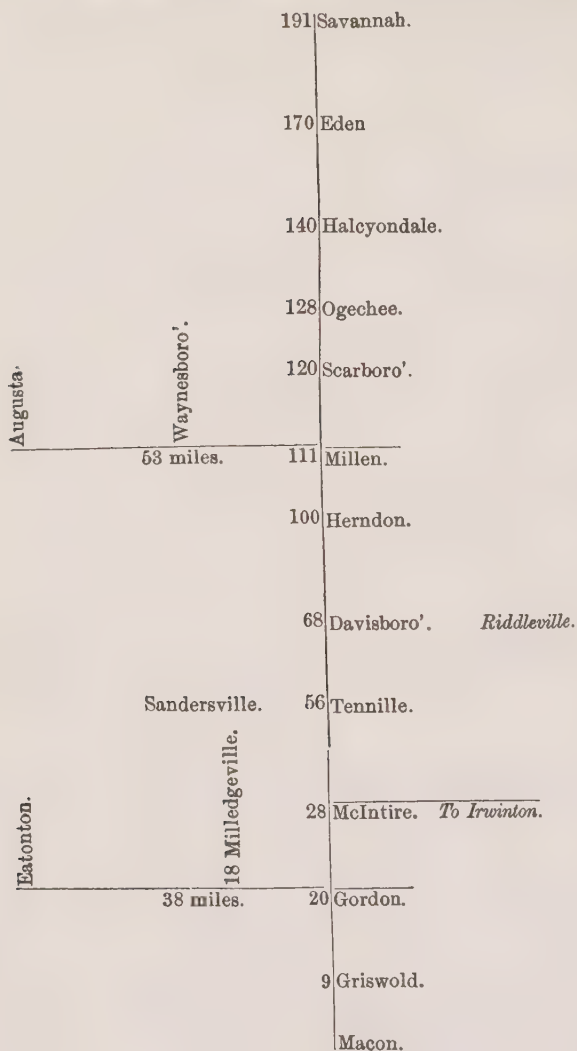 191 Savannah.
170 Eden
140 Halcyondale.
128 Ogechee.
120 Scarboro'.
Augusta.
Waynesboro'.
53 miles.
111 Millen.
100 Herndon.
68 Davisboro'. Riddleville.
Sandersville. 56 Tennille.
Eatonton.
18 Milledgeville.
28 McIntire. To Irwinton.
38 miles.
20 Gordon.
9 Griswold.
Macon.